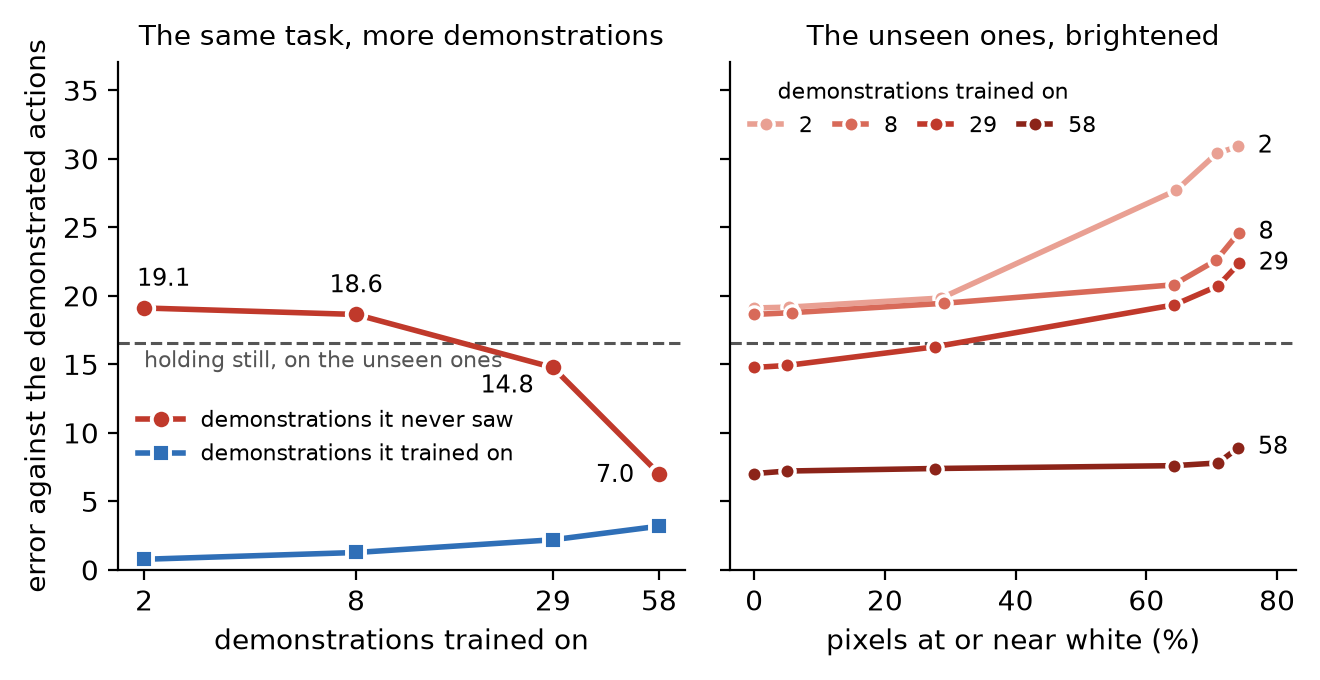 The same task, more demonstrations
error against the demonstrated actions
35
30
25
20
15
10
5
0
19.1
18.6
holding still, on the unseen ones
14.8
demonstrations it never saw
demonstrations it trained on
7.0
2
8
29
58
demonstrations trained on
The unseen ones, brightened
demonstrations trained on
2 8 29 58
2
8
29
58
0
20
40
60
80
pixels at or near white (%)